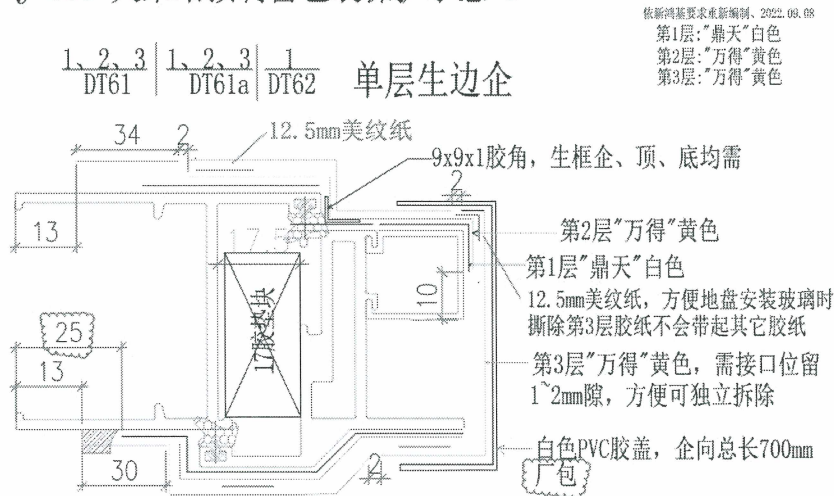 依新鸿基要求重新编制、2022.09.08
第1层:"鼎天"白色
第2层:"万得"黄色
第3层:"万得"黄色
1、2、3 | 1、2、3 | 1
DT61 | DT61a | DT62
单层生边企
34
2
12.5mm美纹纸
9x9x1胶角，生框企、顶、底均需
2
13
17.5
第2层"万得"黄色
第1层"鼎天"白色
10
12.5mm美纹纸，方便地盘安装玻璃时
撕除第3层胶纸不会带起其它胶纸
17胶垫块
25
13
第3层"万得"黄色，需接口位留
1~2mm隙，方便可独立拆除
白色PVC胶盖，企向总长700mm
厂包
30
2